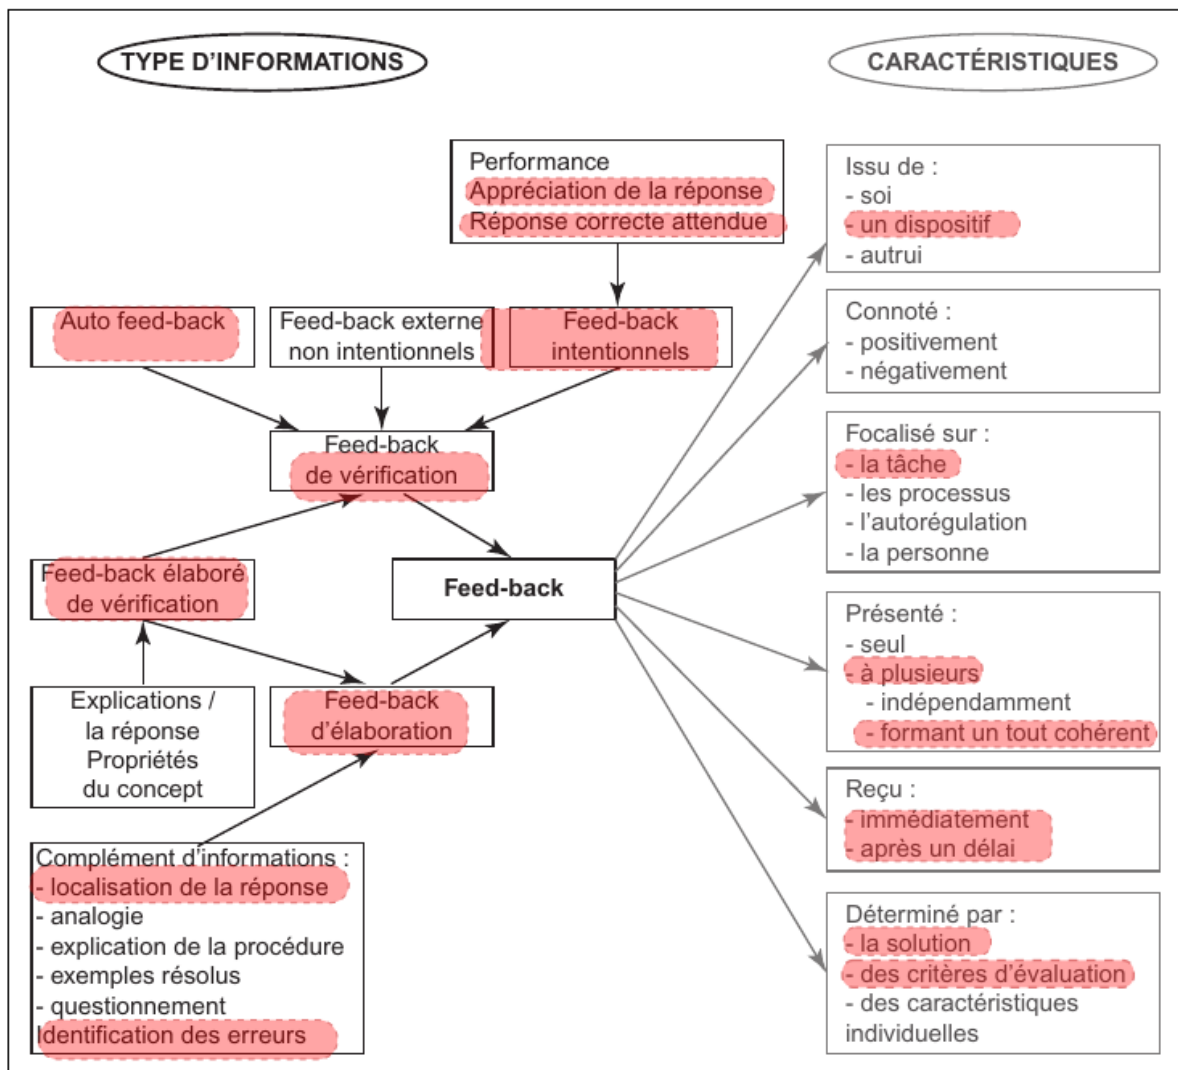 TYPE D'INFORMATIONS
CARACTÉRISTIQUES
Performance
Appréciation de la réponse
Réponse correcte attendue
Auto feed-back
Feed-back externe
non intentionnels
Feed-back
intentionnels
Feed-back
de vérification
Feed-back élaboré
de vérification
Feed-back
Explications /
la réponse
Propriétés
du concept
Feed-back
d'élaboration
Complément d'informations :
- localisation de la réponse
- analogie
- explication de la procédure
- exemples résolus
- questionnement
Identification des erreurs
Issu de :
- soi
- un dispositif
- autrui
Connoté :
- positivement
- négativement
Focalisé sur :
- la tâche
- les processus
- l'autorégulation
- la personne
Présenté :
- seul
- à plusieurs
- indépendamment
- formant un tout cohérent
Reçu :
- immédiatement
- après un délai
Déterminé par :
- la solution
- des critères d'évaluation
- des caractéristiques
individuelles